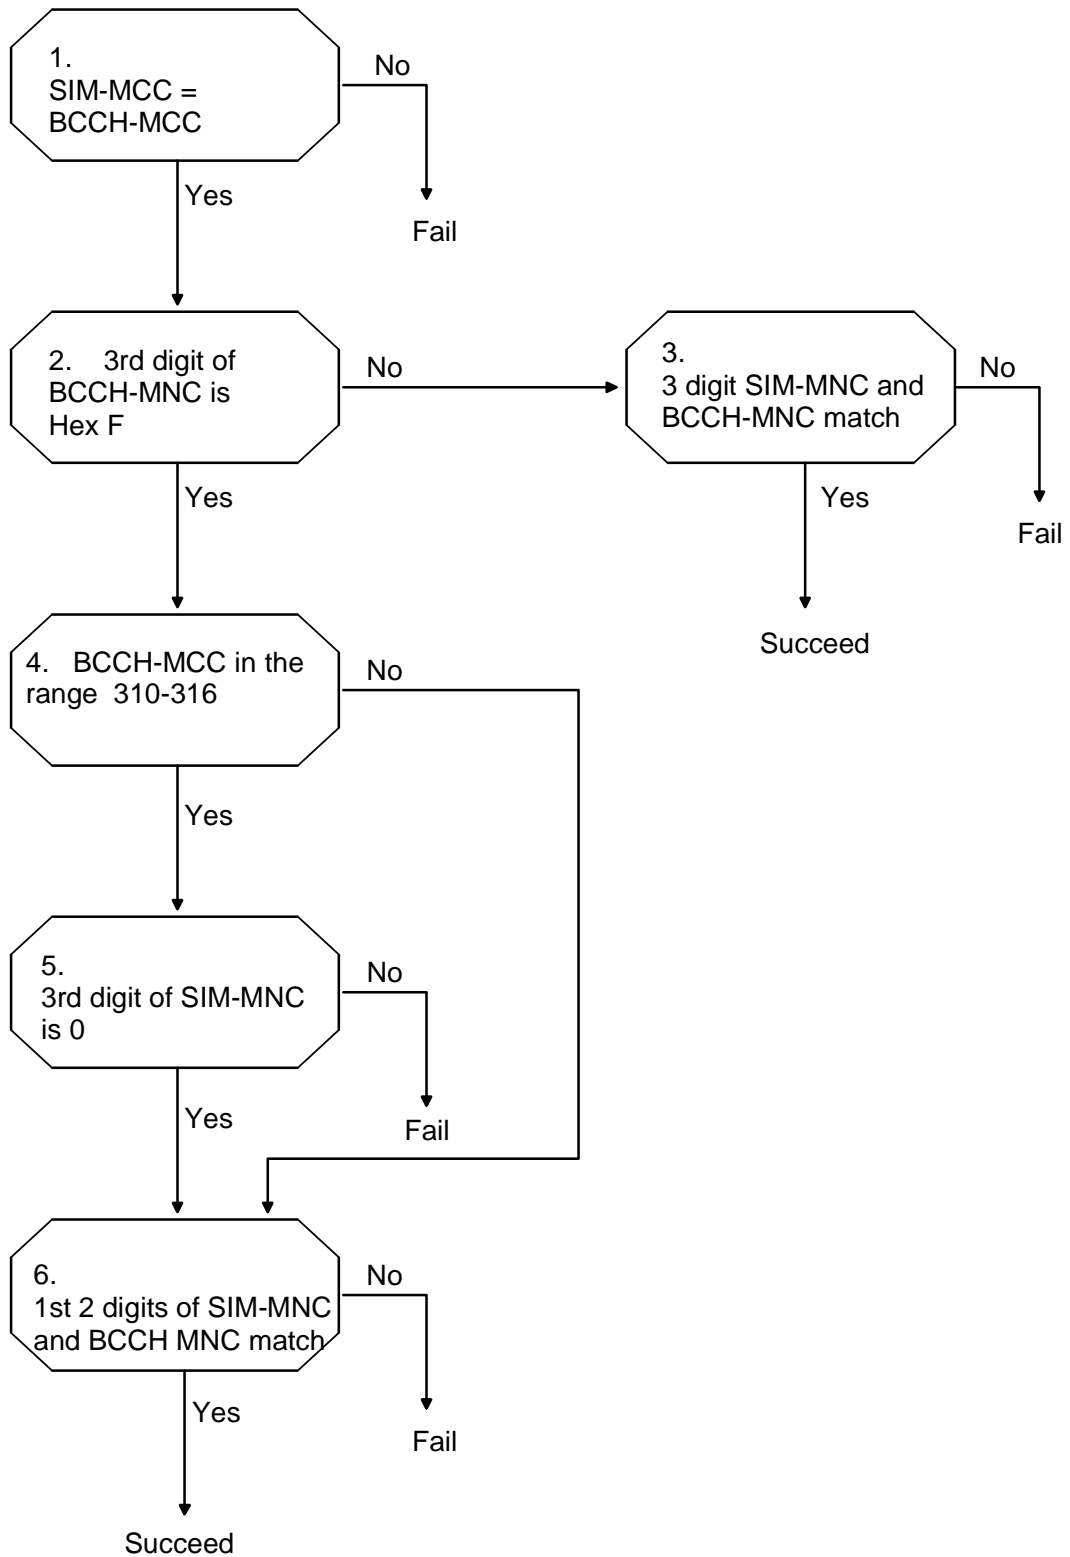 1.
SIM-MCC =
BCCH-MCC
No
Yes
Fail
2. 3rd digit of
BCCH-MNC is
Hex F
No
3.
3 digit SIM-MNC and
BCCH-MNC match
No
Yes
Yes
Fail
Succeed
4. BCCH-MCC in the
range 310-316
No
Yes
5.
3rd digit of SIM-MNC
is 0
No
Yes
Fail
6.
1st 2 digits of SIM-MNC
and BCCH MNC match
No
Yes
Fail
Succeed